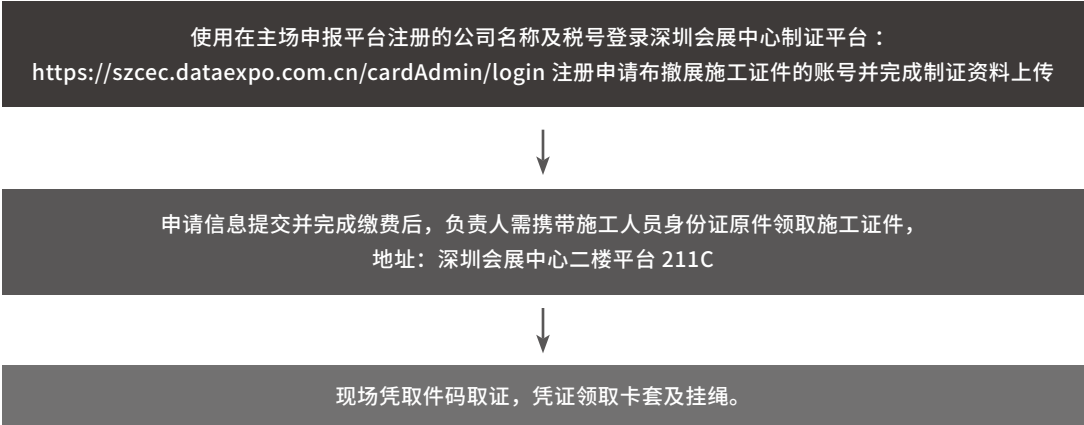 使用在主场申报平台注册的公司名称及税号登录深圳会展中心制证平台：
https://szcec.dataexpo.com.cn/cardAdmin/login 注册申请布撤展施工证件的账号并完成制证资料上传
申请信息提交并完成缴费后，负责人需携带施工人员身份证原件领取施工证件，
地址：深圳会展中心二楼平台 211C
现场凭取件码取证，凭证领取卡套及挂绳。